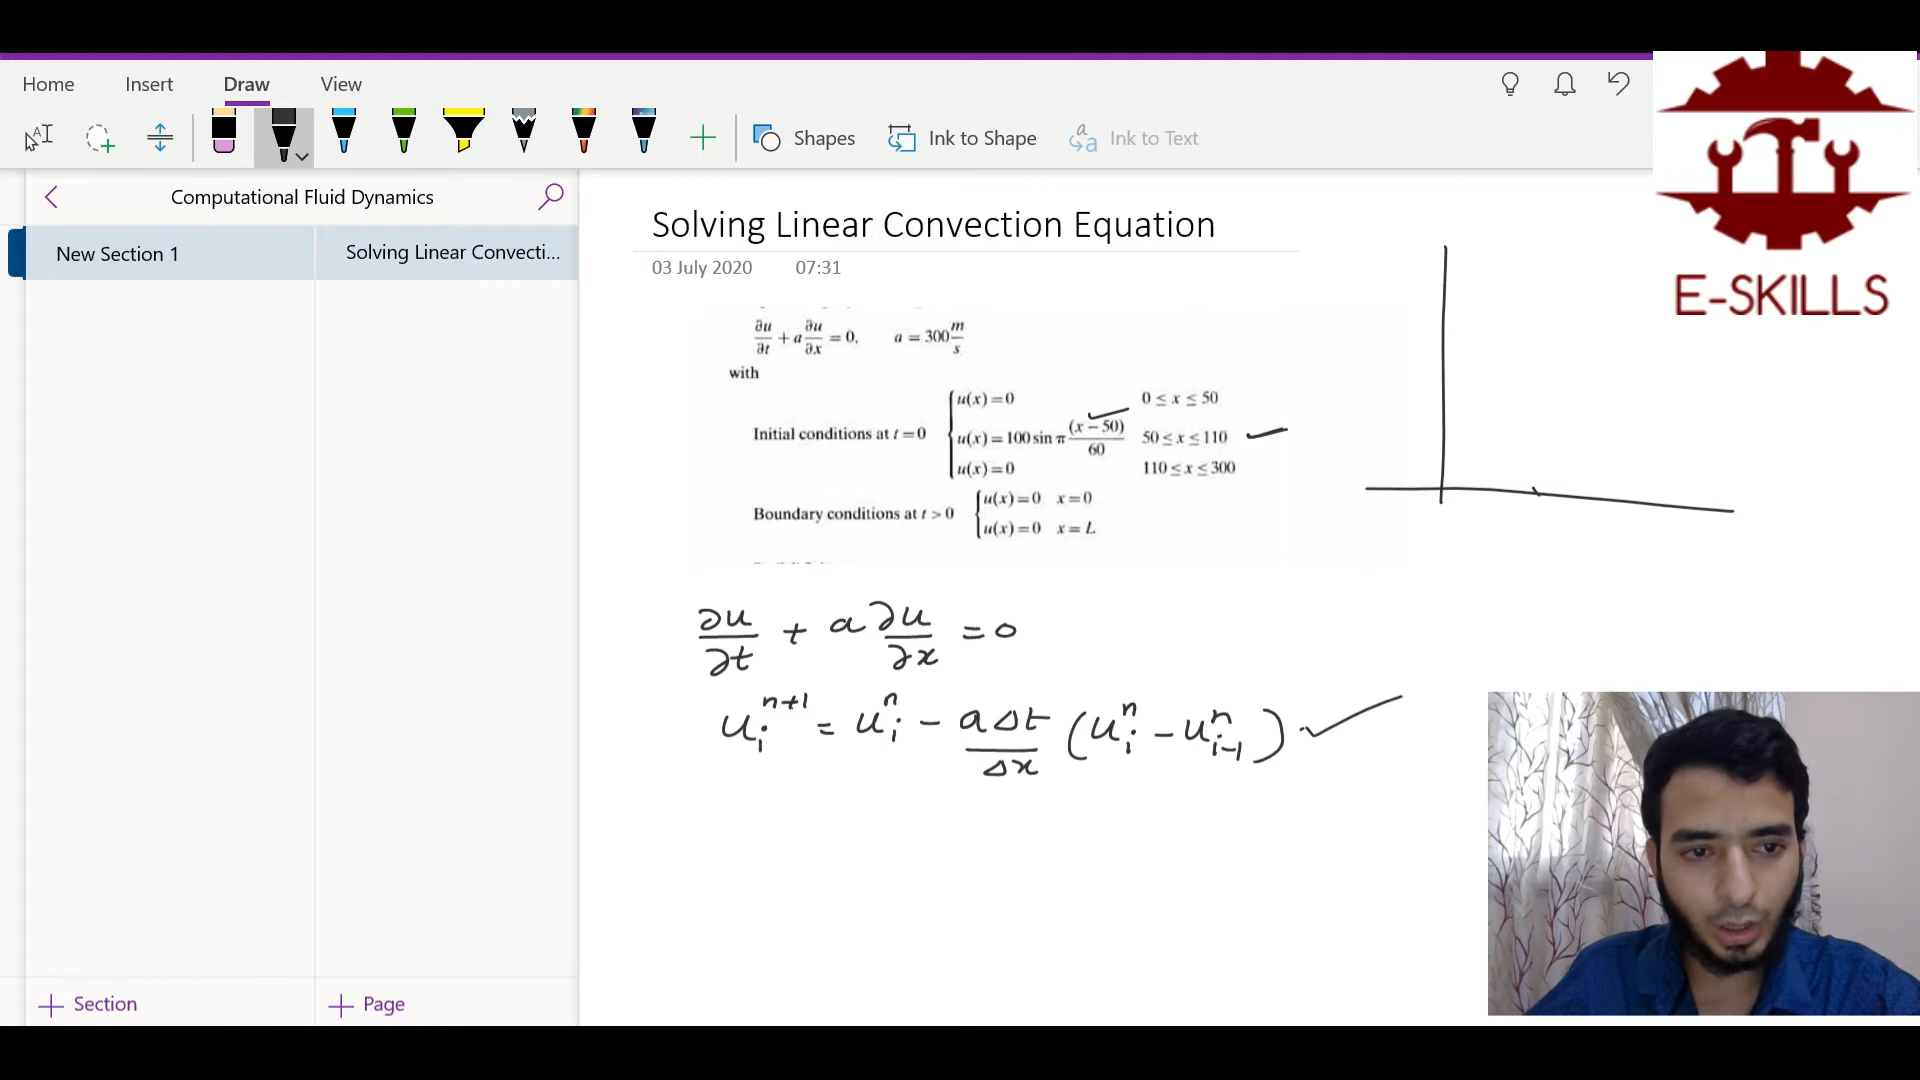 Home Insert Draw View
Shapes Ink to Shape Ink to Text
Computational Fluid Dynamics
New Section 1
Solving Linear Convecti...
+ Section
+ Page
E-SKILLS
Solving Linear Convection Equation
03 July 2020 07:31
∂u/∂t + a ∂u/∂x = 0, a = 300 m/s
with
u(x) = 0 0 ≤ x ≤ 50
Initial conditions at t = 0 u(x) = 100 sin π (x − 50)/60 50 ≤ x ≤ 110
u(x) = 0 110 ≤ x ≤ 300
u(x) = 0 x = 0
Boundary conditions at t > 0
u(x) = 0 x = L
∂u/∂t + a ∂u/∂x = 0
u_i^{n+1} = u_i^n − aΔt/Δx (u_i^n − u_{i-1}^n)